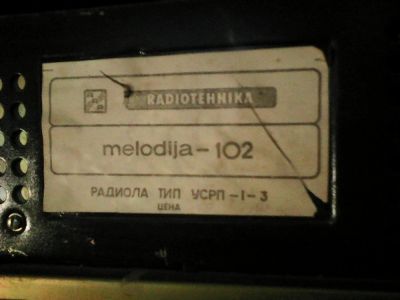 RADIOTEHNIKA
melodija-102
РАДИОЛА ТИП УСРП-1-3
ЦЕНА